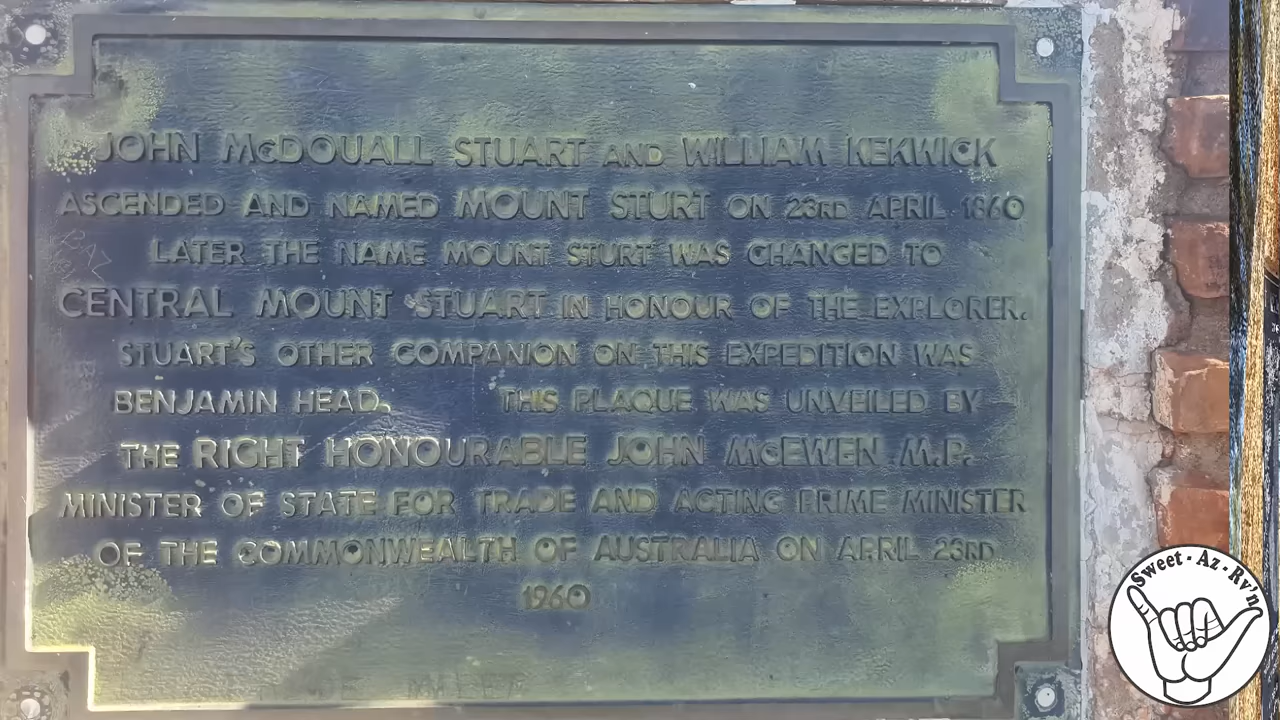 JOHN McDOUALL STUART AND WILLIAM KEKWICK
ASCENDED AND NAMED MOUNT STURT ON 23RD APRIL 1860
LATER THE NAME MOUNT STURT WAS CHANGED TO
CENTRAL MOUNT STUART IN HONOUR OF THE EXPLORER.
STUART'S OTHER COMPANION ON THIS EXPEDITION WAS
BENJAMIN HEAD. THIS PLAQUE WAS UNVEILED BY
THE RIGHT HONOURABLE JOHN McEWEN M.P.
MINISTER OF STATE FOR TRADE AND ACTING PRIME MINISTER
OF THE COMMONWEALTH OF AUSTRALIA ON APRIL 23RD
1960
Sweet · Az · Rv'n